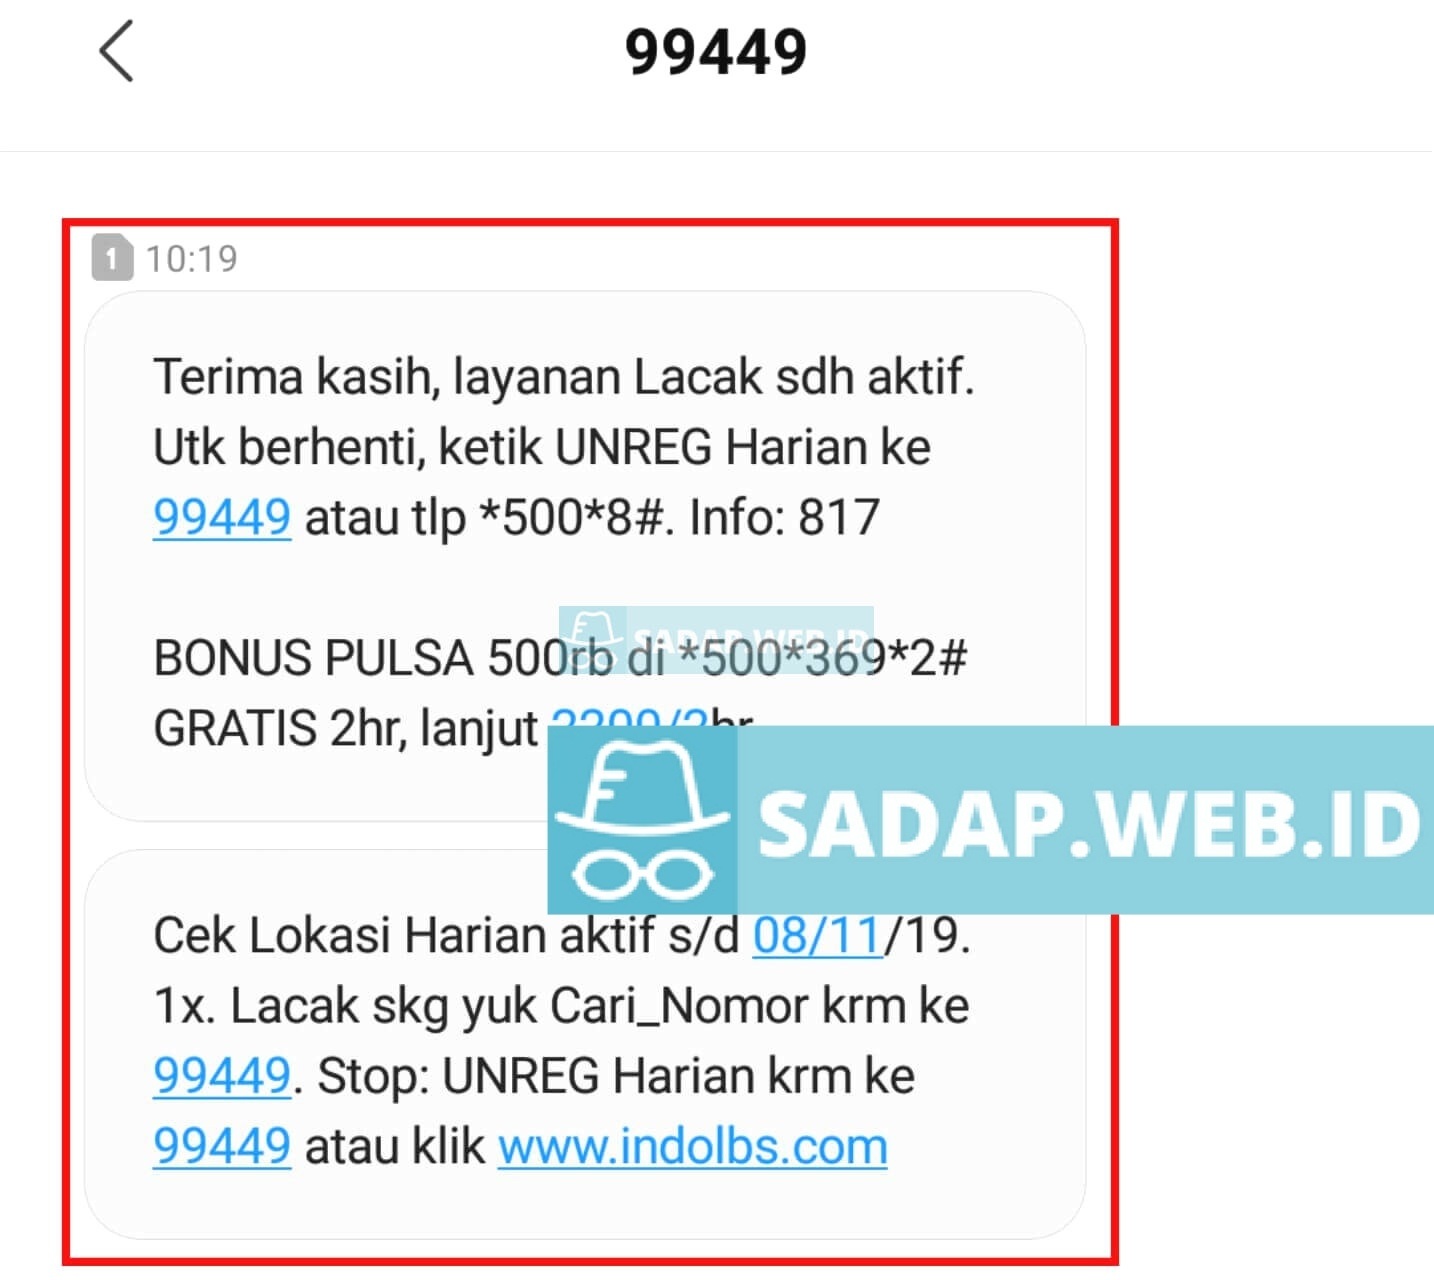 99449
1 10:19
Terima kasih, layanan Lacak sdh aktif.
Utk berhenti, ketik UNREG Harian ke
99449 atau tlp *500*8#. Info: 817
BONUS PULSA 500rb di *500*369*2#
SADAP.WEB.ID
GRATIS 2hr, lanjut 2200/2hr
SADAP.WEB.ID
Cek Lokasi Harian aktif s/d 08/11/19.
1x. Lacak skg yuk Cari_Nomor krm ke
99449. Stop: UNREG Harian krm ke
99449 atau klik www.indolbs.com